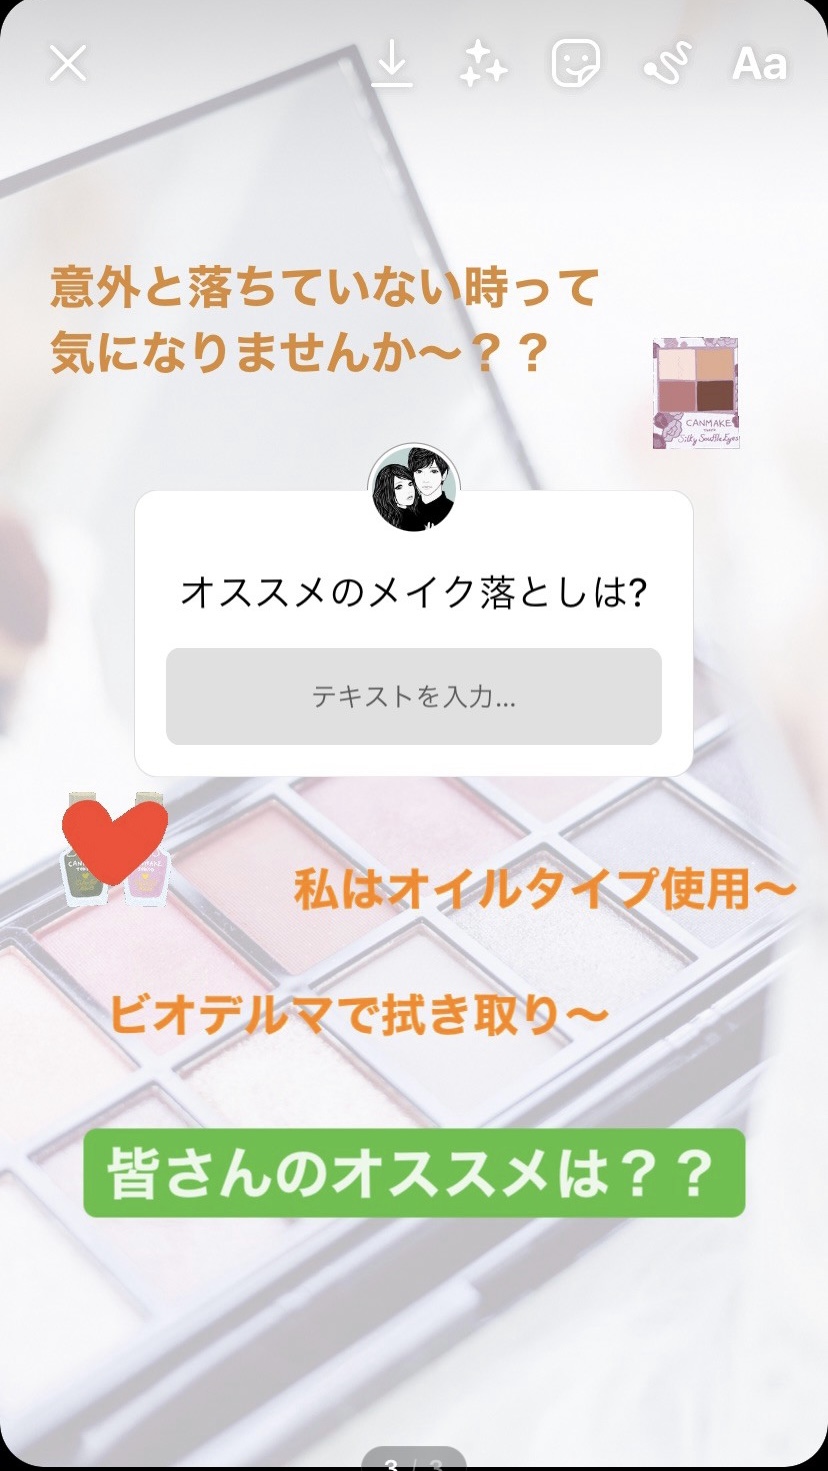 Aa
意外と落ちていない時って
気になりませんか〜？？
CANMAKE
TOKYO
Silky Souffle Eyes
オススメのメイク落としは?
テキストを入力...
私はオイルタイプ使用〜
ビオデルマで拭き取り〜
皆さんのオススメは？？
3 / 3